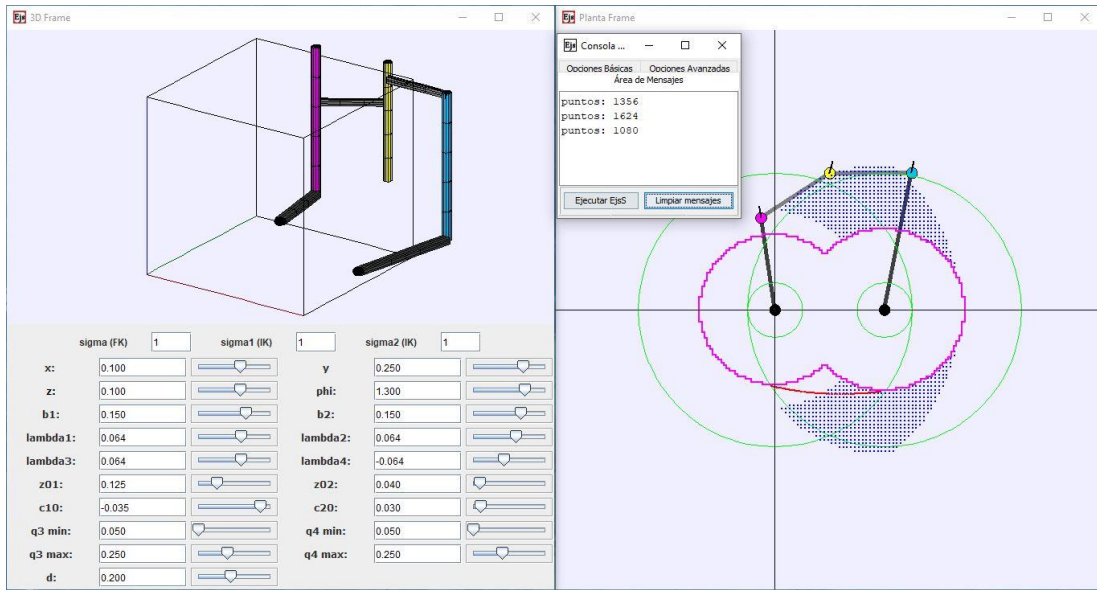 3D Frame
sigma (FK) 1 sigma1 (IK) 1 sigma2 (IK) 1
x: 0.100 y 0.250
z: 0.100 phi: 1.300
b1: 0.150 b2: 0.150
lambda1: 0.064 lambda2: 0.064
lambda3: 0.064 lambda4: -0.064
z01: 0.125 z02: 0.040
c10: -0.035 c20: 0.030
q3 min: 0.050 q4 min: 0.050
q3 max: 0.250 q4 max: 0.250
d: 0.200
Planta Frame
Consola ...
Opciones Básicas Opciones Avanzadas
Área de Mensajes
puntos: 1356
puntos: 1624
puntos: 1080
Ejecutar EjsS Limpiar mensajes